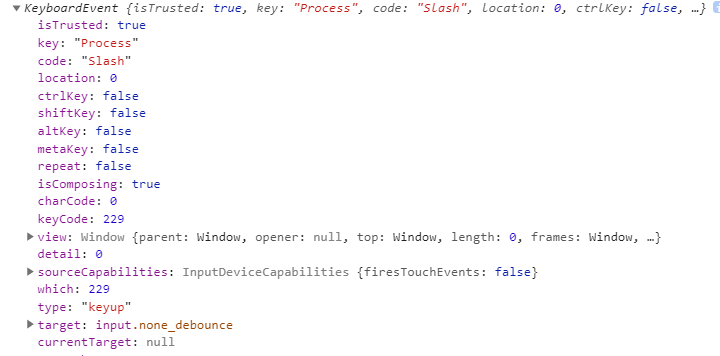 KeyboardEvent {isTrusted: true, key: "Process", code: "Slash", location: 0, ctrlKey: false, …}
isTrusted: true
key: "Process"
code: "Slash"
location: 0
ctrlKey: false
shiftKey: false
altKey: false
metaKey: false
repeat: false
isComposing: true
charCode: 0
keyCode: 229
view: Window {parent: Window, opener: null, top: Window, length: 0, frames: Window, …}
detail: 0
sourceCapabilities: InputDeviceCapabilities {firesTouchEvents: false}
which: 229
type: "keyup"
target: input.none_debounce
currentTarget: null